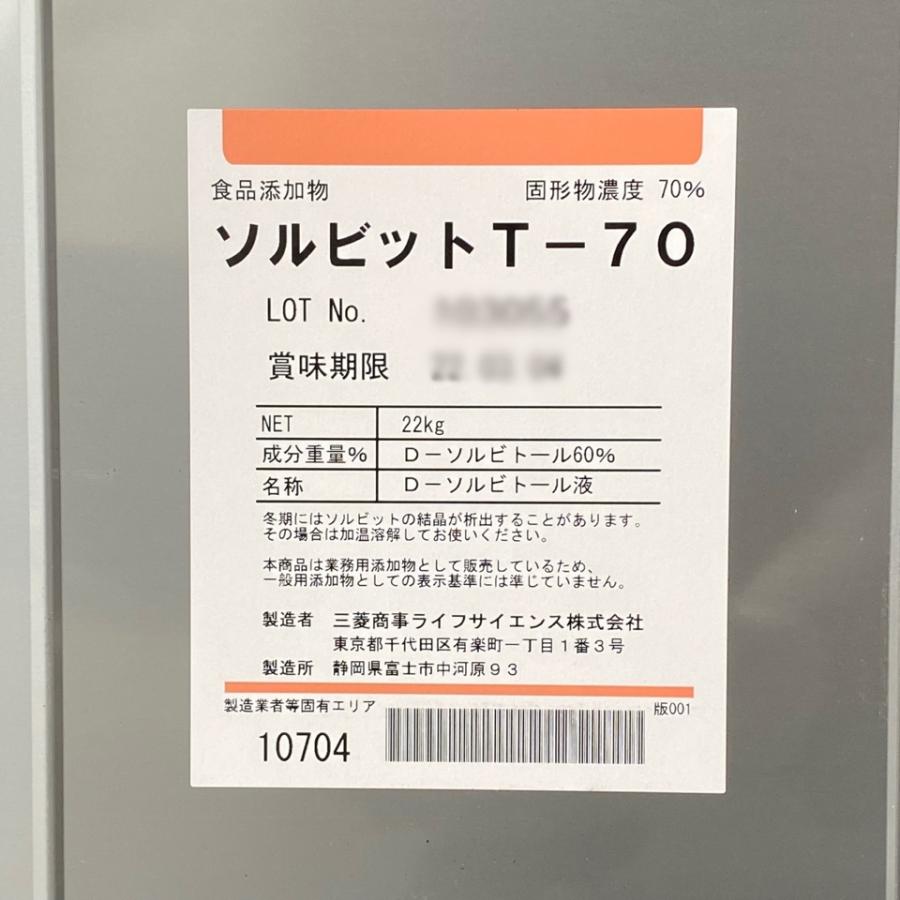 食品添加物 固形物濃度 70%
ソルビットT-70
LOT No.
賞味期限
NET 22kg
成分重量% D-ソルビトール60%
名称 D-ソルビトール液
冬期にはソルビットの結晶が析出することがあります。
その場合は加温溶解してお使いください。
本商品は業務用添加物として販売しているため、
一般用添加物としての表示基準には準じていません。
製造者 三菱商事ライフサイエンス株式会社
東京都千代田区有楽町一丁目1番3号
製造所 静岡県富士市中河原93
製造業者等固有エリア 版001
10704